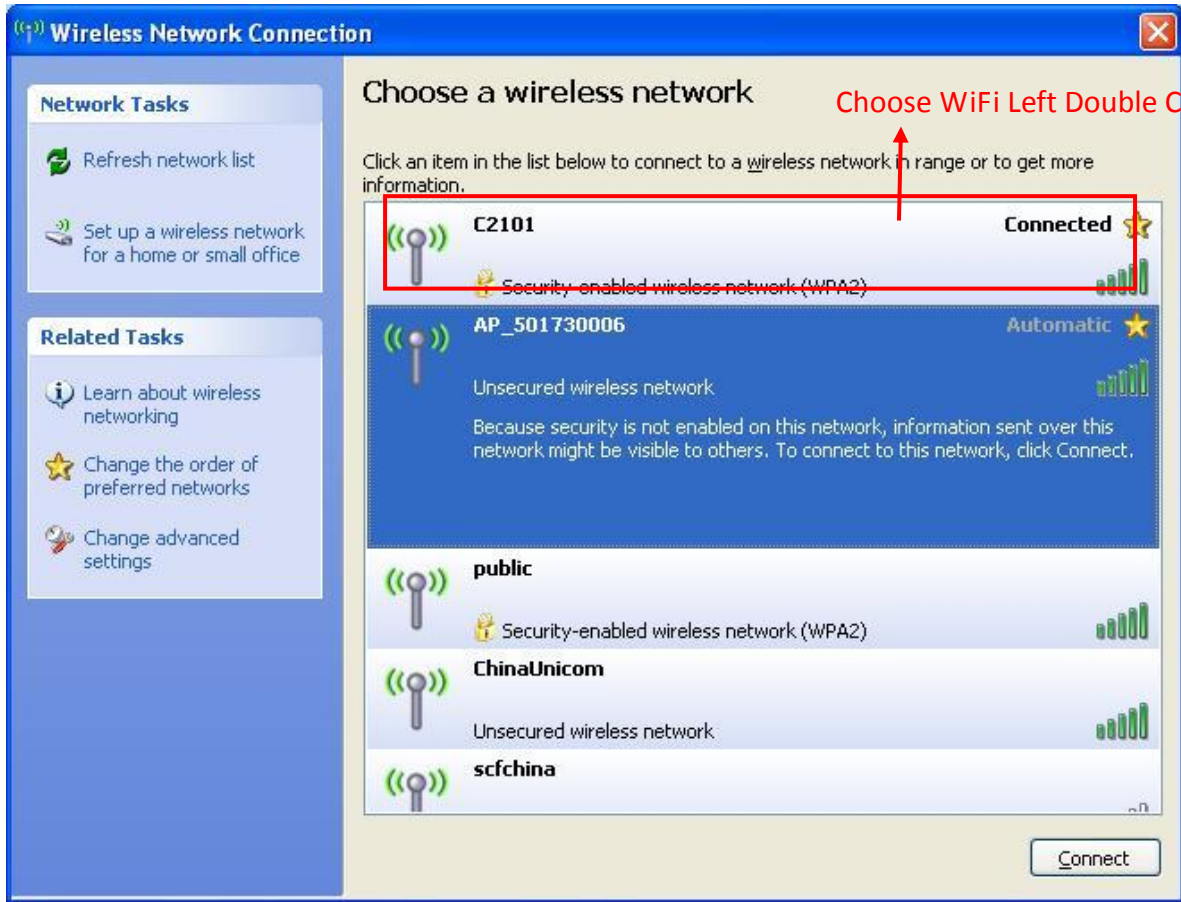 Wireless Network Connection
Network Tasks
Refresh network list
Set up a wireless network
for a home or small office
Related Tasks
Learn about wireless
networking
Change the order of
preferred networks
Change advanced
settings
Choose a wireless network
Choose WiFi Left Double C
Click an item in the list below to connect to a wireless network in range or to get more
information.
C2101
Connected
Security-enabled wireless network (WPA2)
AP_501730006
Automatic
Unsecured wireless network
Because security is not enabled on this network, information sent over this
network might be visible to others. To connect to this network, click Connect.
public
Security-enabled wireless network (WPA2)
ChinaUnicom
Unsecured wireless network
scfchina
Connect